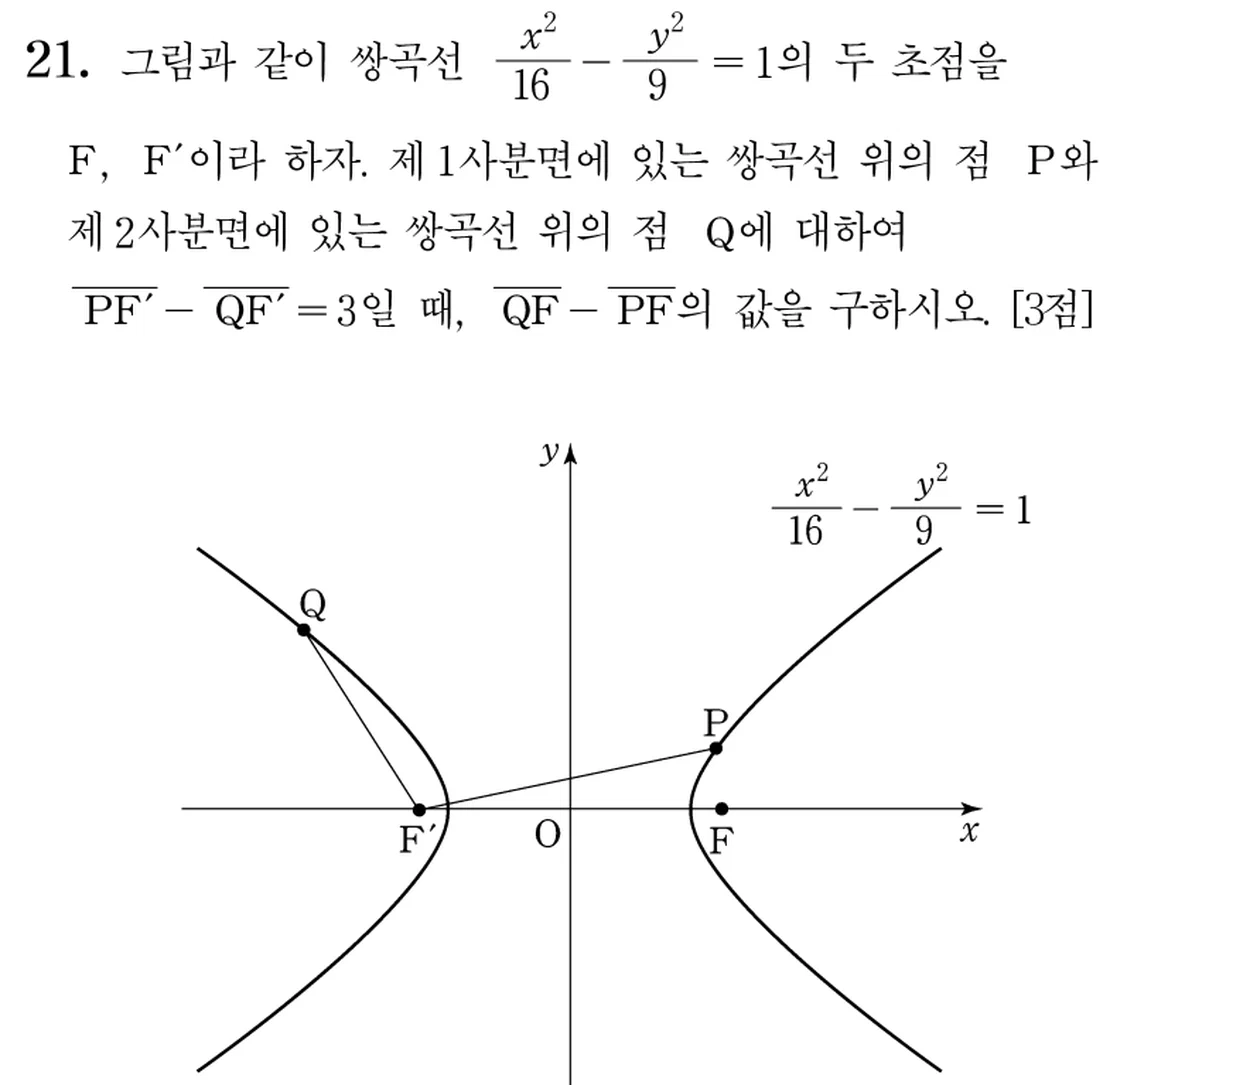 21. 그림과 같이 쌍곡선 x²/16 − y²/9 = 1의 두 초점을
F, F′이라 하자. 제 1사분면에 있는 쌍곡선 위의 점 P와
제 2사분면에 있는 쌍곡선 위의 점 Q에 대하여
PF′ − QF′ = 3일 때, QF − PF의 값을 구하시오. [3점]
y
x²/16 − y²/9 = 1
Q
P
F′
O
F
x